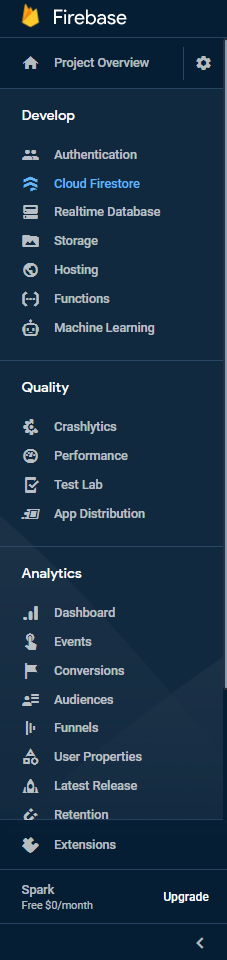 Firebase
Project Overview
Develop
Authentication
Cloud Firestore
Realtime Database
Storage
Hosting
Functions
Machine Learning
Quality
Crashlytics
Performance
Test Lab
App Distribution
Analytics
Dashboard
Events
Conversions
Audiences
Funnels
User Properties
Latest Release
Retention
Extensions
Spark
Free $0/month
Upgrade